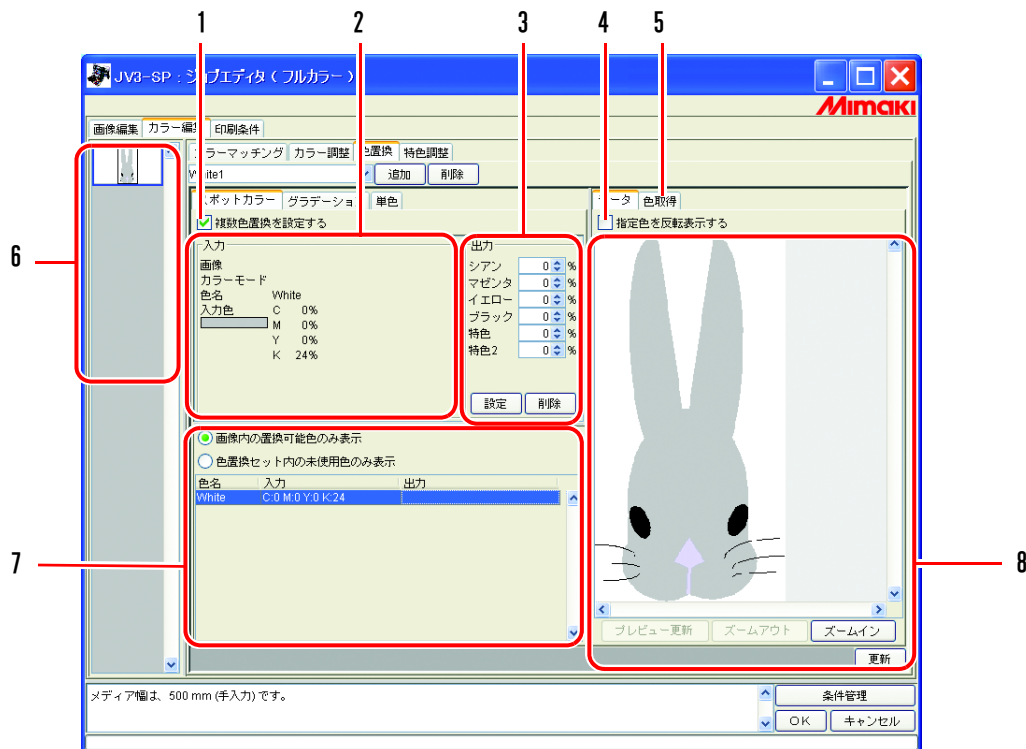 1
2
3
4
5
JV3-SP : ジョブエディタ ( フルカラー )
Mimaki
画像編集 カラー編集 印刷条件
カラーマッチング カラー調整 色置換 特色調整
White1 追加 削除
スポットカラー グラデーション 単色
データ 色取得
複数色置換を設定する
指定色を反転表示する
入力
画像
カラーモード
色名 White
入力色 C 0%
M 0%
Y 0%
K 24%
出力
シアン 0 %
マゼンタ 0 %
イエロー 0 %
ブラック 0 %
特色 0 %
特色2 0 %
設定 削除
6
画像内の置換可能色のみ表示
色置換セット内の未使用色のみ表示
色名 入力 出力
White C:0 M:0 Y:0 K:24
7
8
プレビュー更新 ズームアウト ズームイン
更新
メディア幅は、500 mm (手入力) です。
条件管理
OK キャンセル